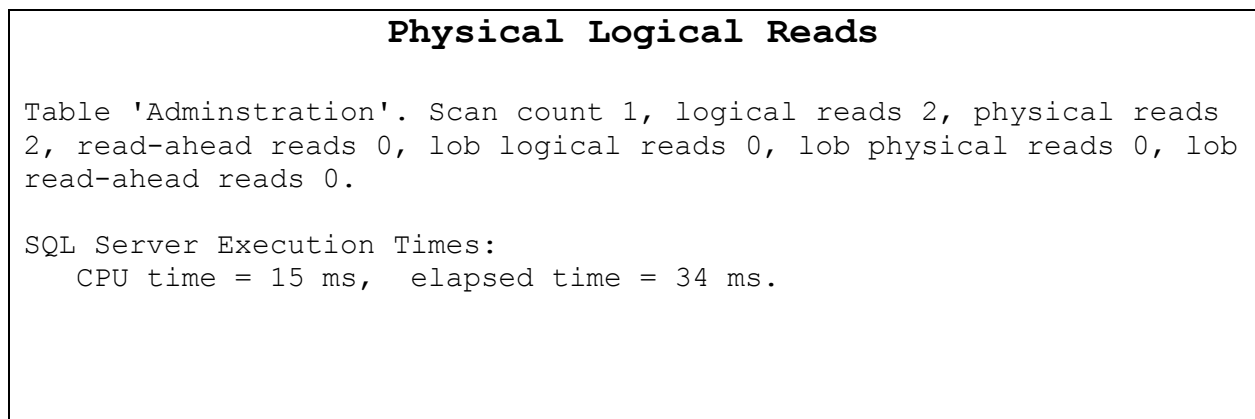 Physical Logical Reads
Table 'Adminstration'. Scan count 1, logical reads 2, physical reads
2, read-ahead reads 0, lob logical reads 0, lob physical reads 0, lob
read-ahead reads 0.
SQL Server Execution Times:
CPU time = 15 ms,  elapsed time = 34 ms.